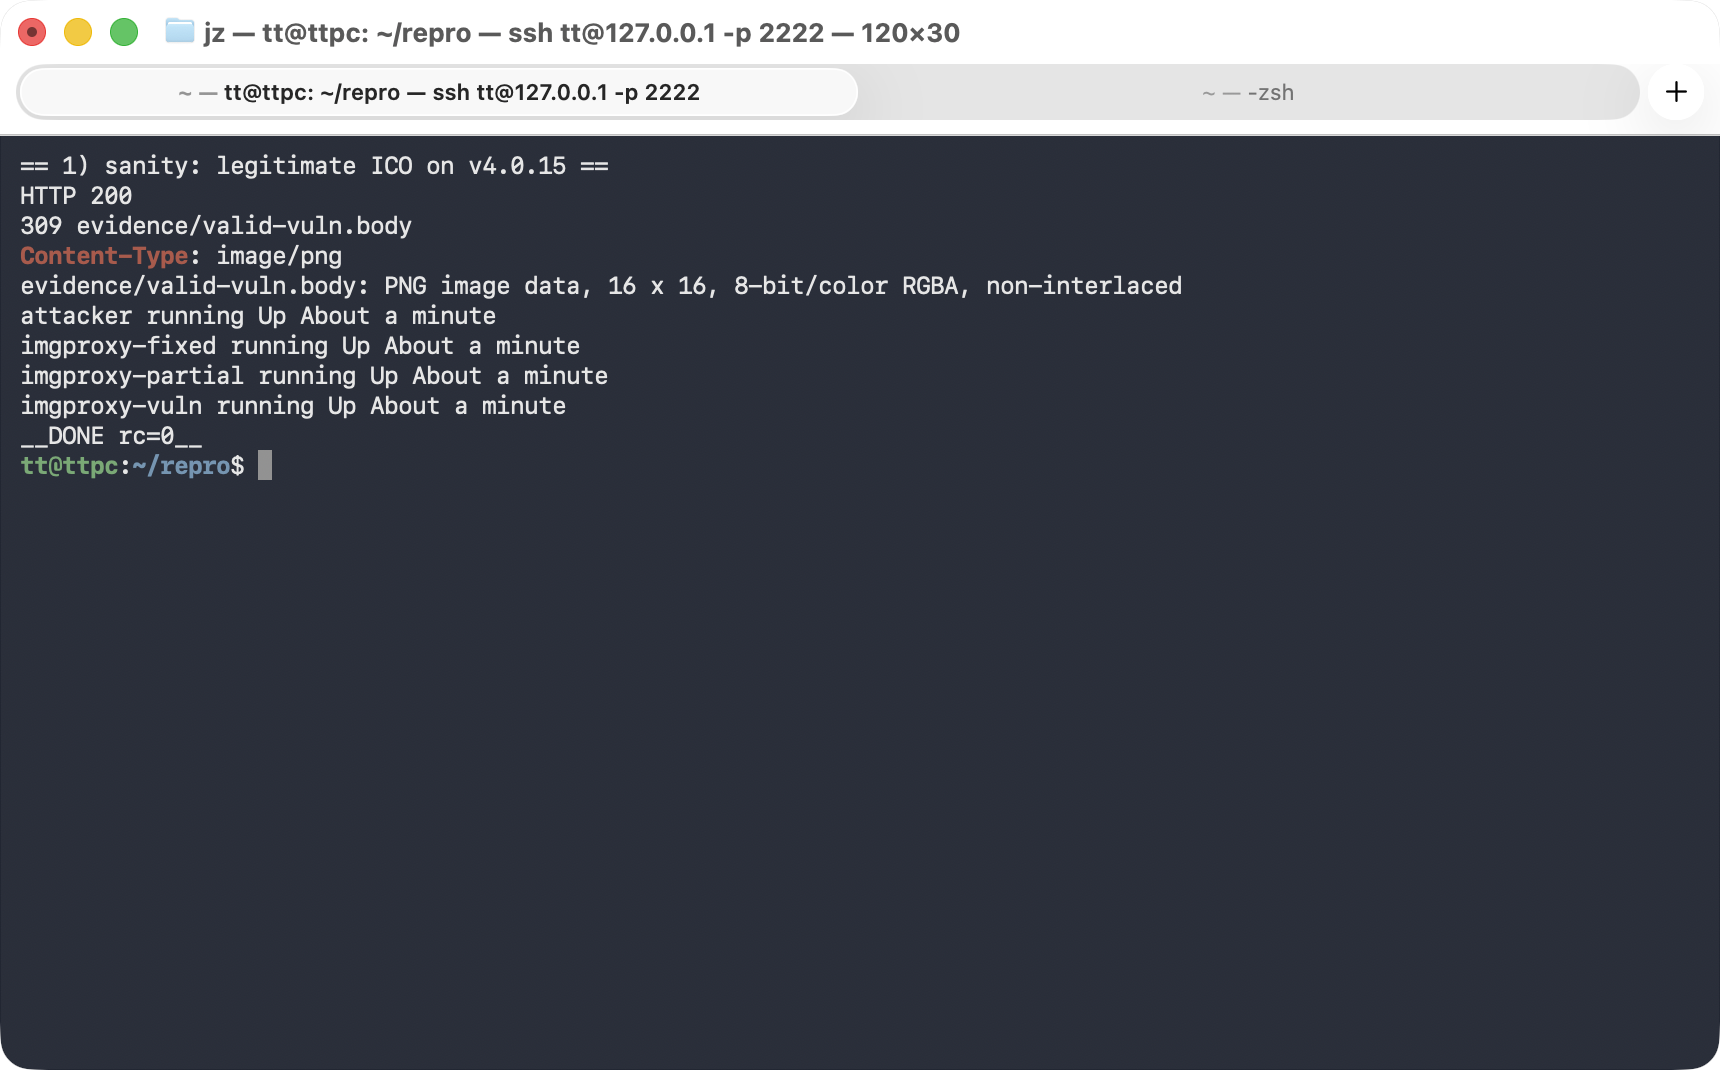 jz — tt@ttpc: ~/repro — ssh tt@127.0.0.1 -p 2222 — 120×30
~ — tt@ttpc: ~/repro — ssh tt@127.0.0.1 -p 2222
~ — -zsh
+
== 1) sanity: legitimate ICO on v4.0.15 ==
HTTP 200
309 evidence/valid-vuln.body
Content-Type: image/png
evidence/valid-vuln.body: PNG image data, 16 x 16, 8-bit/color RGBA, non-interlaced
attacker running Up About a minute
imgproxy-fixed running Up About a minute
imgproxy-partial running Up About a minute
imgproxy-vuln running Up About a minute
__DONE rc=0__
tt@ttpc:~/repro$